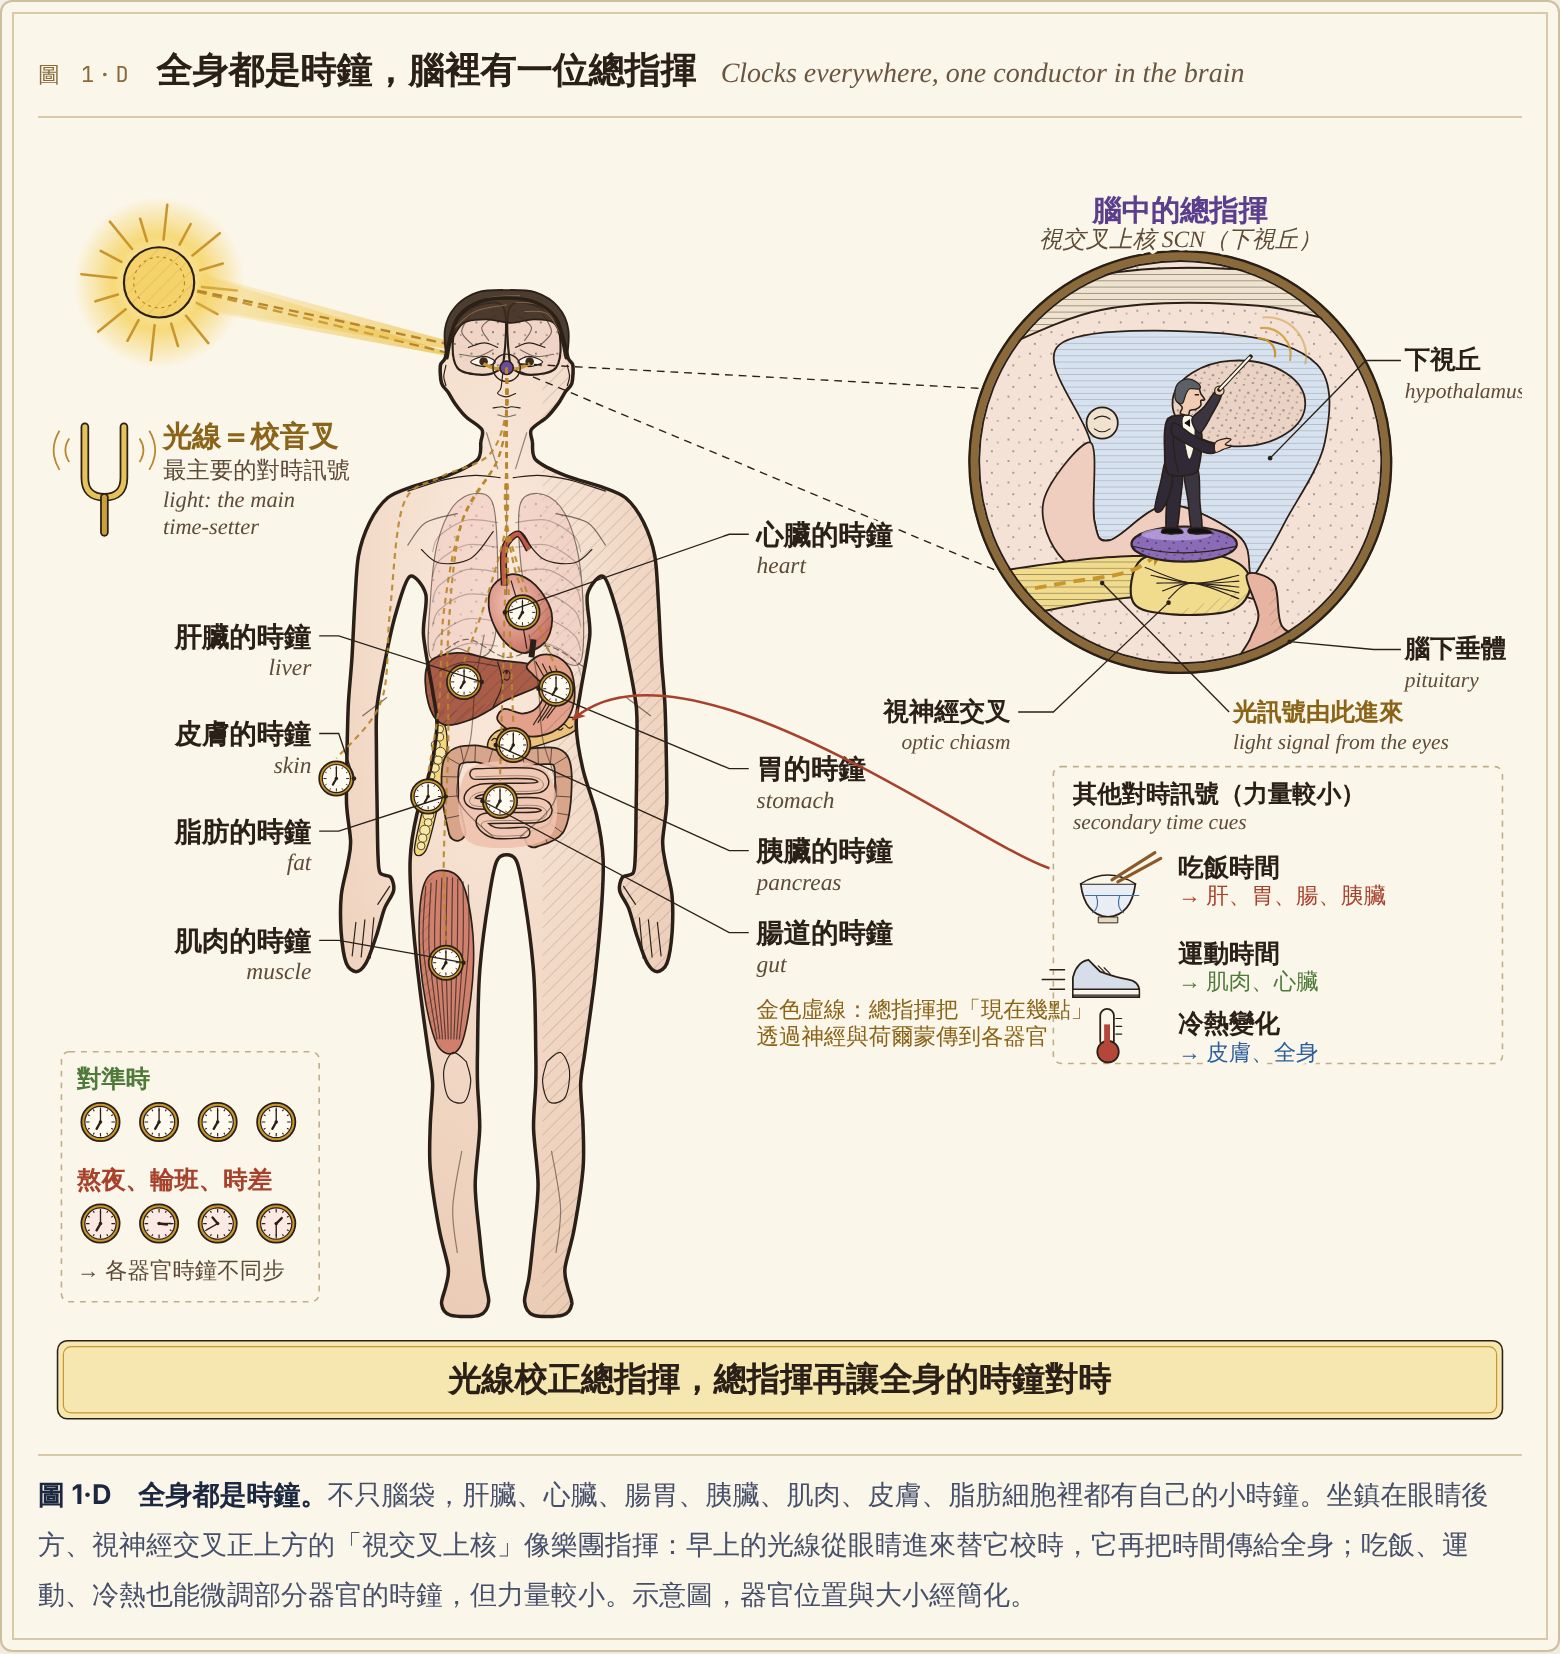 圖 1·D 全身都是時鐘，腦裡有一位總指揮 Clocks everywhere, one conductor in the brain
腦中的總指揮
視交叉上核 SCN（下視丘）
下視丘
hypothalamus
光線＝校音叉
最主要的對時訊號
light: the main
time-setter
心臟的時鐘
heart
肝臟的時鐘
liver
皮膚的時鐘
skin
脂肪的時鐘
fat
肌肉的時鐘
muscle
胃的時鐘
stomach
胰臟的時鐘
pancreas
腸道的時鐘
gut
金色虛線：總指揮把「現在幾點」
透過神經與荷爾蒙傳到各器官
腦下垂體
pituitary
視神經交叉
optic chiasm
光訊號由此進來
light signal from the eyes
其他對時訊號（力量較小）
secondary time cues
吃飯時間
→ 肝、胃、腸、胰臟
運動時間
→ 肌肉、心臟
冷熱變化
→ 皮膚、全身
對準時
熬夜、輪班、時差
→ 各器官時鐘不同步
光線校正總指揮，總指揮再讓全身的時鐘對時
圖 1·D 全身都是時鐘。不只腦袋，肝臟、心臟、腸胃、胰臟、肌肉、皮膚、脂肪細胞裡都有自己的小時鐘。坐鎮在眼睛後
方、視神經交叉正上方的「視交叉上核」像樂團指揮：早上的光線從眼睛進來替它校時，它再把時間傳給全身；吃飯、運
動、冷熱也能微調部分器官的時鐘，但力量較小。示意圖，器官位置與大小經簡化。